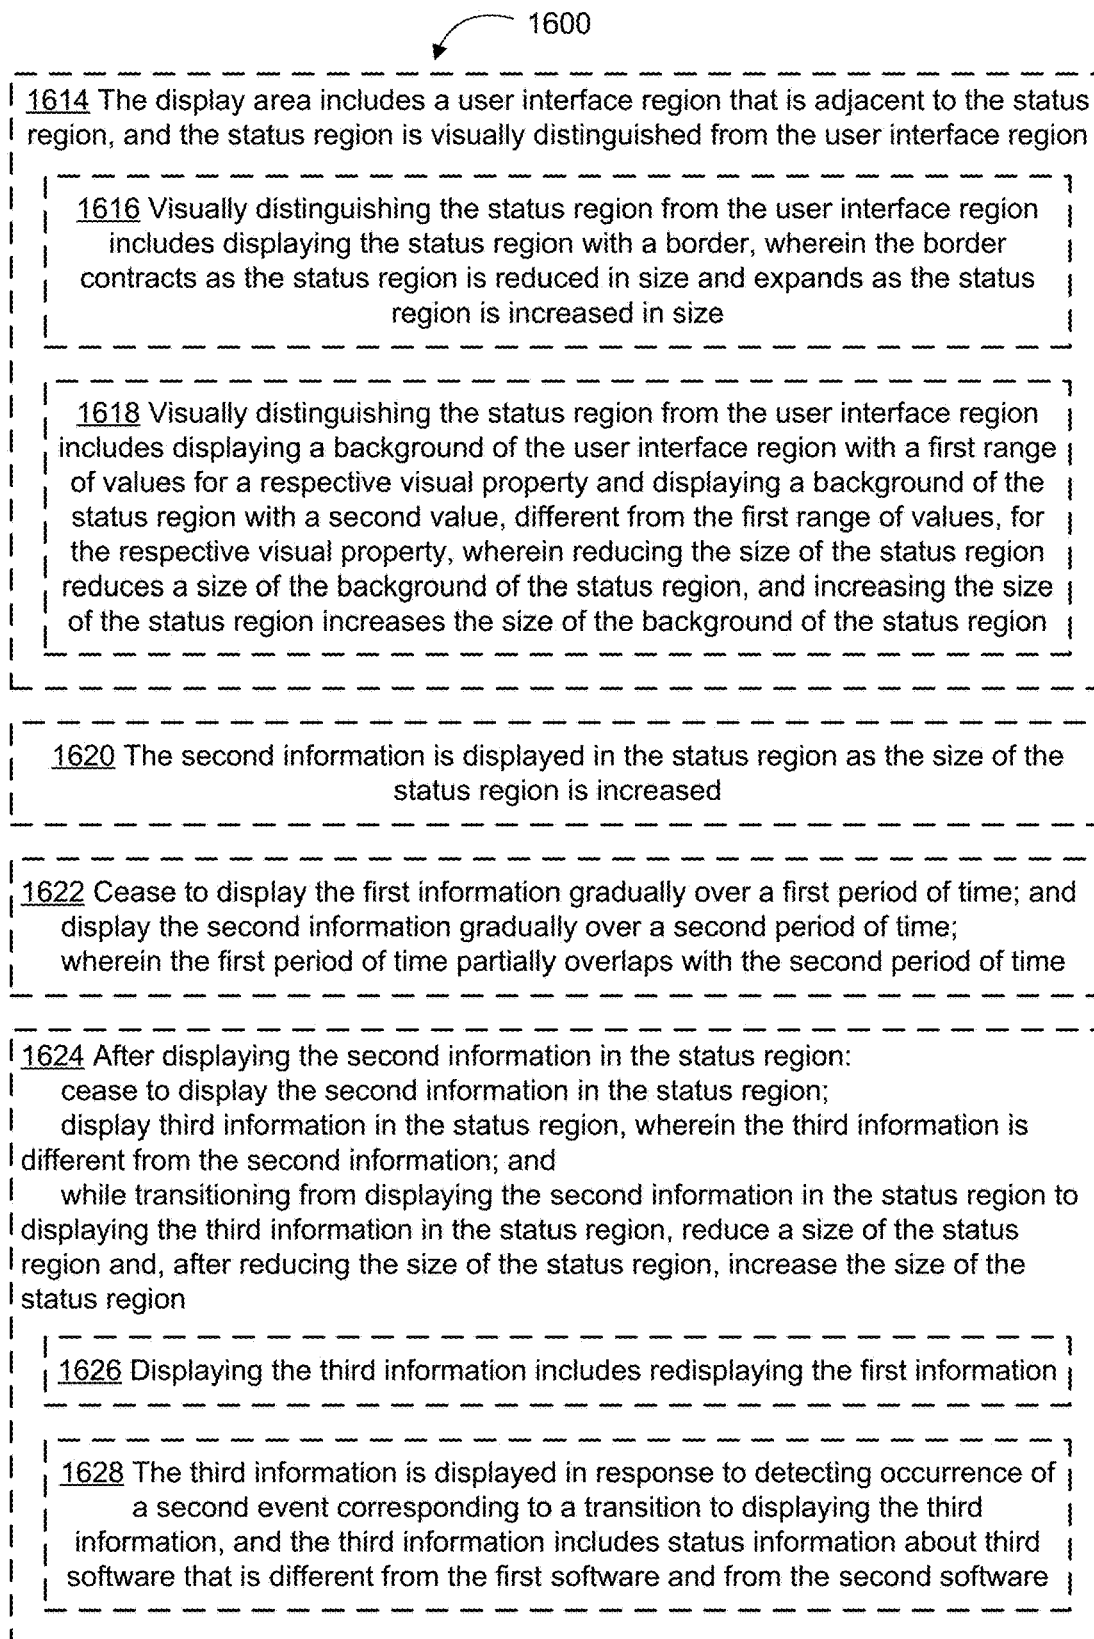 1600
1614 The display area includes a user interface region that is adjacent to the status
region, and the status region is visually distinguished from the user interface region
1616 Visually distinguishing the status region from the user interface region
includes displaying the status region with a border, wherein the border
contracts as the status region is reduced in size and expands as the status
region is increased in size
1618 Visually distinguishing the status region from the user interface region
includes displaying a background of the user interface region with a first range
of values for a respective visual property and displaying a background of the
status region with a second value, different from the first range of values, for
the respective visual property, wherein reducing the size of the status region
reduces a size of the background of the status region, and increasing the size
of the status region increases the size of the background of the status region
1620 The second information is displayed in the status region as the size of the
status region is increased
1622 Cease to display the first information gradually over a first period of time; and
display the second information gradually over a second period of time;
wherein the first period of time partially overlaps with the second period of time
1624 After displaying the second information in the status region:
cease to display the second information in the status region;
display third information in the status region, wherein the third information is
different from the second information; and
while transitioning from displaying the second information in the status region to
displaying the third information in the status region, reduce a size of the status
region and, after reducing the size of the status region, increase the size of the
status region
1626 Displaying the third information includes redisplaying the first information
1628 The third information is displayed in response to detecting occurrence of
a second event corresponding to a transition to displaying the third
information, and the third information includes status information about third
software that is different from the first software and from the second software